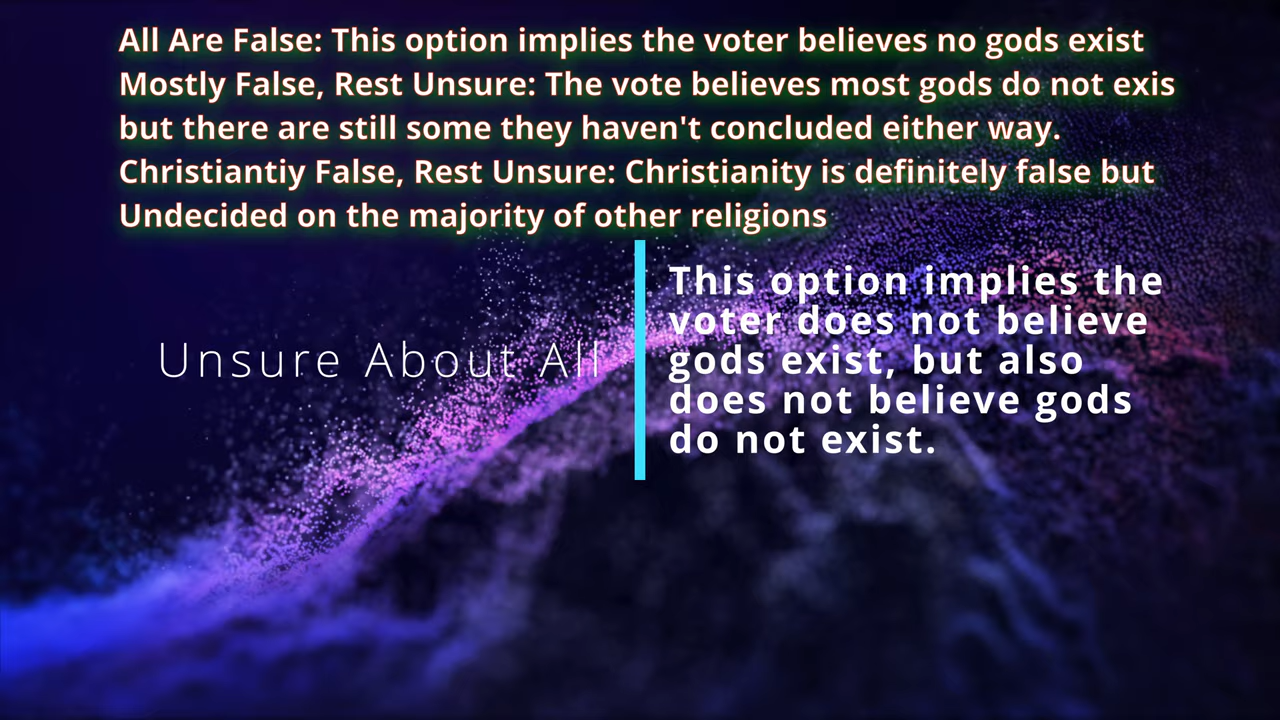 All Are False: This option implies the voter believes no gods exist
Mostly False, Rest Unsure: The vote believes most gods do not exis
but there are still some they haven't concluded either way.
Christiantiy False, Rest Unsure: Christianity is definitely false but
Undecided on the majority of other religions
Unsure About All
This option implies the
voter does not believe
gods exist, but also
does not believe gods
do not exist.